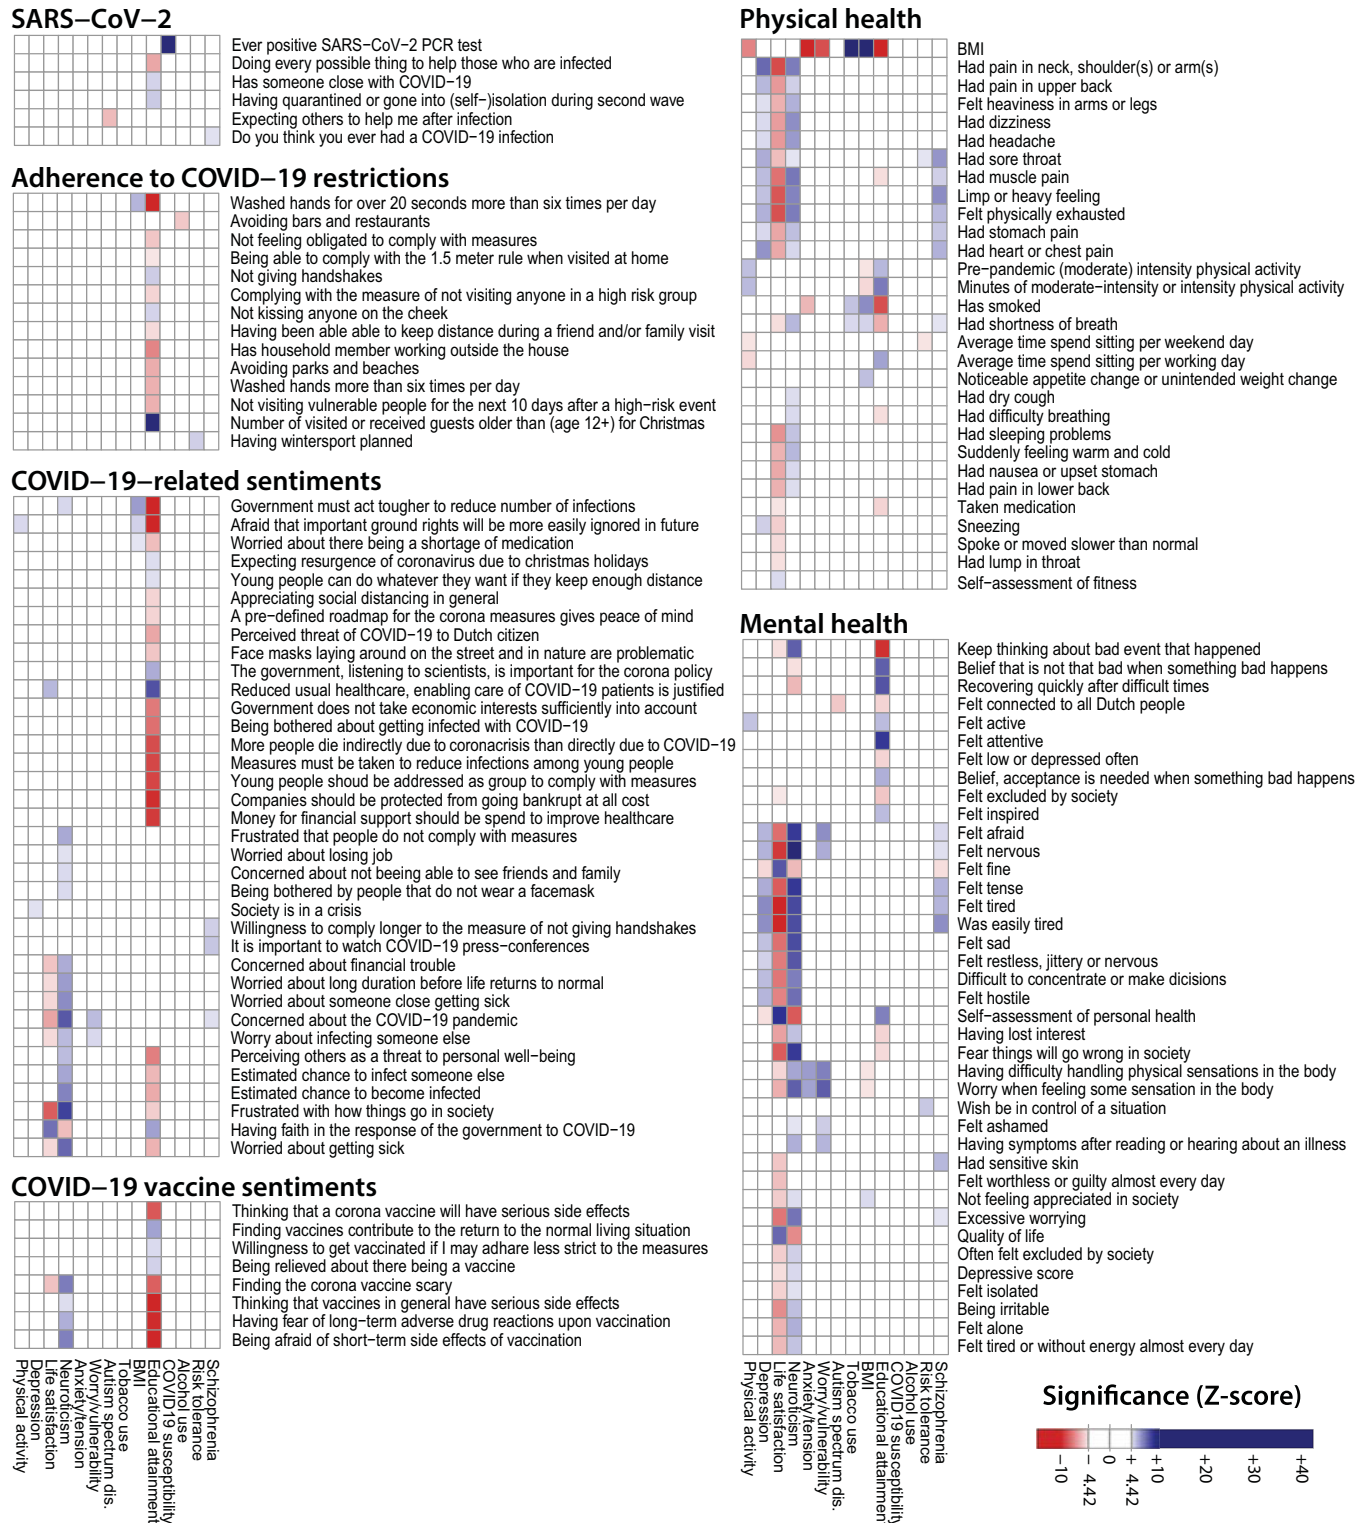 SARS−CoV−2
Ever positive SARS−CoV−2 PCR test
Doing every possible thing to help those who are infected
Has someone close with COVID−19
Having quarantined or gone into (self−)isolation during second wave
Expecting others to help me after infection
Do you think you ever had a COVID−19 infection
Adherence to COVID−19 restrictions
Washed hands for over 20 seconds more than six times per day
Avoiding bars and restaurants
Not feeling obligated to comply with measures
Being able to comply with the 1.5 meter rule when visited at home
Not giving handshakes
Complying with the measure of not visiting anyone in a high risk group
Not kissing anyone on the cheek
Having been able able to keep distance during a friend and/or family visit
Has household member working outside the house
Avoiding parks and beaches
Washed hands more than six times per day
Not visiting vulnerable people for the next 10 days after a high−risk event
Number of visited or received guests older than (age 12+) for Christmas
Having wintersport planned
COVID−19−related sentiments
Government must act tougher to reduce number of infections
Afraid that important ground rights will be more easily ignored in future
Worried about there being a shortage of medication
Expecting resurgence of coronavirus due to christmas holidays
Young people can do whatever they want if they keep enough distance
Appreciating social distancing in general
A pre−defined roadmap for the corona measures gives peace of mind
Perceived threat of COVID−19 to Dutch citizen
Face masks laying around on the street and in nature are problematic
The government, listening to scientists, is important for the corona policy
Reduced usual healthcare, enabling care of COVID−19 patients is justified
Government does not take economic interests sufficiently into account
Being bothered about getting infected with COVID−19
More people die indirectly due to coronacrisis than directly due to COVID−19
Measures must be taken to reduce infections among young people
Young people shoud be addressed as group to comply with measures
Companies should be protected from going bankrupt at all cost
Money for financial support should be spend to improve healthcare
Frustrated that people do not comply with measures
Worried about losing job
Concerned about not beeing able to see friends and family
Being bothered by people that do not wear a facemask
Society is in a crisis
Willingness to comply longer to the measure of not giving handshakes
It is important to watch COVID−19 press−conferences
Concerned about financial trouble
Worried about long duration before life returns to normal
Worried about someone close getting sick
Concerned about the COVID−19 pandemic
Worry about infecting someone else
Perceiving others as a threat to personal well−being
Estimated chance to infect someone else
Estimated chance to become infected
Frustrated with how things go in society
Having faith in the response of the government to COVID−19
Worried about getting sick
COVID−19 vaccine sentiments
Thinking that a corona vaccine will have serious side effects
Finding vaccines contribute to the return to the normal living situation
Willingness to get vaccinated if I may adhare less strict to the measures
Being relieved about there being a vaccine
Finding the corona vaccine scary
Thinking that vaccines in general have serious side effects
Having fear of long−term adverse drug reactions upon vaccination
Being afraid of short−term side effects of vaccination
Physical activity
Depression
Life satisfaction
Neuroticism
Anxiety/tension
Worry/vulnerability
Autism spectrum dis.
Tobacco use
BMI
Educational attainment
COVID19 susceptibility
Alcohol use
Risk tolerance
Schizophrenia
Physical health
BMI
Had pain in neck, shoulder(s) or arm(s)
Had pain in upper back
Felt heaviness in arms or legs
Had dizziness
Had headache
Had sore throat
Had muscle pain
Limp or heavy feeling
Felt physically exhausted
Had stomach pain
Had heart or chest pain
Pre−pandemic (moderate) intensity physical activity
Minutes of moderate−intensity or intensity physical activity
Has smoked
Had shortness of breath
Average time spend sitting per weekend day
Average time spend sitting per working day
Noticeable appetite change or unintended weight change
Had dry cough
Had difficulty breathing
Had sleeping problems
Suddenly feeling warm and cold
Had nausea or upset stomach
Had pain in lower back
Taken medication
Sneezing
Spoke or moved slower than normal
Had lump in throat
Self−assessment of fitness
Mental health
Keep thinking about bad event that happened
Belief that is not that bad when something bad happens
Recovering quickly after difficult times
Felt connected to all Dutch people
Felt active
Felt attentive
Felt low or depressed often
Belief, acceptance is needed when something bad happens
Felt excluded by society
Felt inspired
Felt afraid
Felt nervous
Felt fine
Felt tense
Felt tired
Was easily tired
Felt sad
Felt restless, jittery or nervous
Difficult to concentrate or make dicisions
Felt hostile
Self−assessment of personal health
Having lost interest
Fear things will go wrong in society
Having difficulty handling physical sensations in the body
Worry when feeling some sensation in the body
Wish be in control of a situation
Felt ashamed
Having symptoms after reading or hearing about an illness
Had sensitive skin
Felt worthless or guilty almost every day
Not feeling appreciated in society
Excessive worrying
Quality of life
Often felt excluded by society
Depressive score
Felt isolated
Being irritable
Felt alone
Felt tired or without energy almost every day
Physical activity
Depression
Life satisfaction
Neuroticism
Anxiety/tension
Worry/vulnerability
Autism spectrum dis.
Tobacco use
BMI
Educational attainment
COVID19 susceptibility
Alcohol use
Risk tolerance
Schizophrenia
Significance (Z−score)
−10
− 4.42
0
+ 4.42
+10
+20
+30
+40